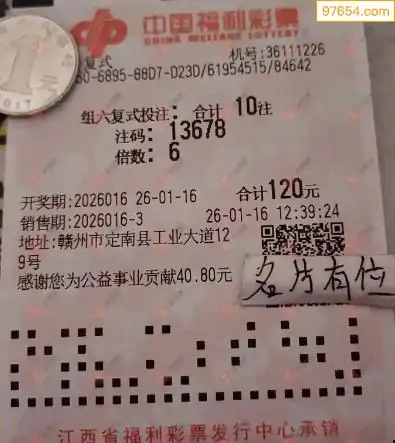 97654.com
中国福利彩票
CHINA WELFARE LOTTERY
复式
机号:36111226
0-6895-88D7-D23D/61954515/84642
组六复式投注: 合计 10注
注码: 13678
倍数: 6
开奖期:2026016 26-01-16 合计120元
销售期:2026016-3 26-01-16 12:39:24
地址:赣州市定南县工业大道12
9号
感谢您为公益事业贡献40.80元
名片有位
江西省福利彩票发行中心承销
1
2017